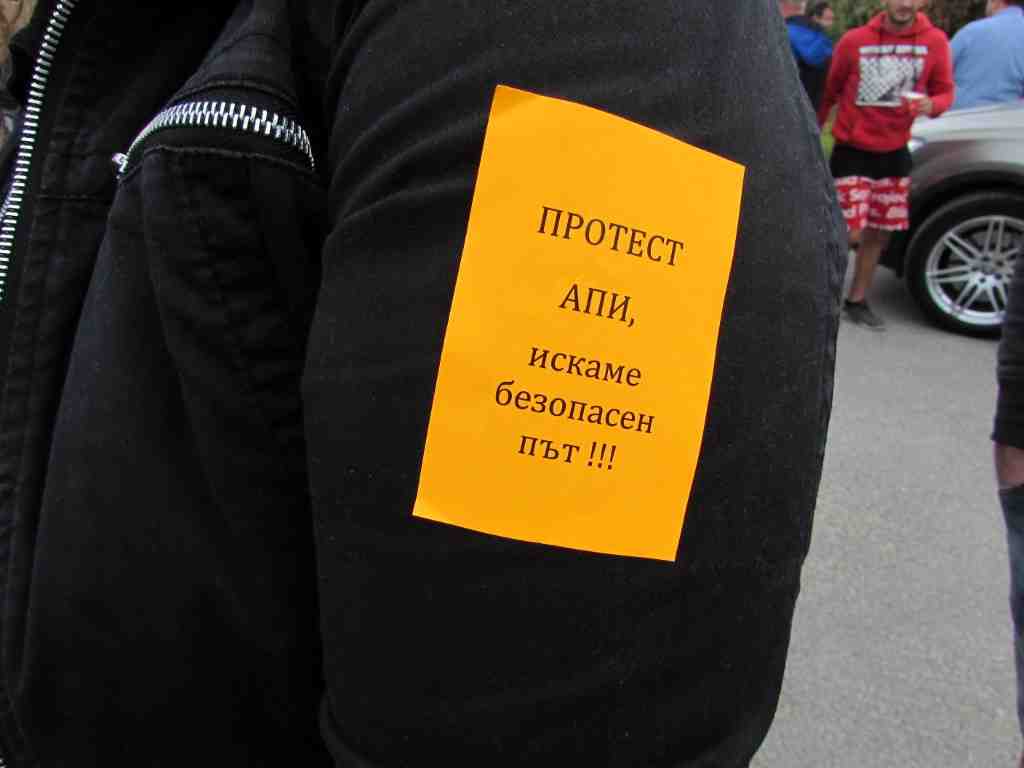 ПРОТЕСТ
АПИ,
искаме
безопасен
път !!!